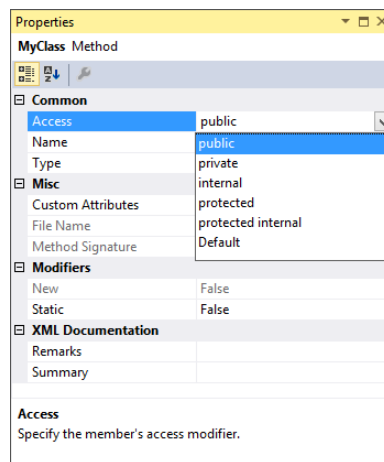 Properties
MyClass Method
Common
Access public
Name public
Type private
Misc internal
Custom Attributes protected
File Name protected internal
Method Signature Default
Modifiers
New False
Static False
XML Documentation
Remarks
Summary
Access
Specify the member's access modifier.